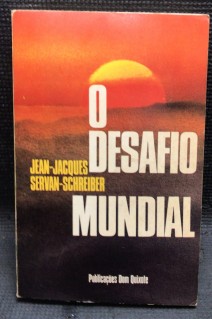 O
DESAFIO
JEAN-JACQUES
SERVAN-SCHREIBER
MUNDIAL
Publicações Dom Quixote